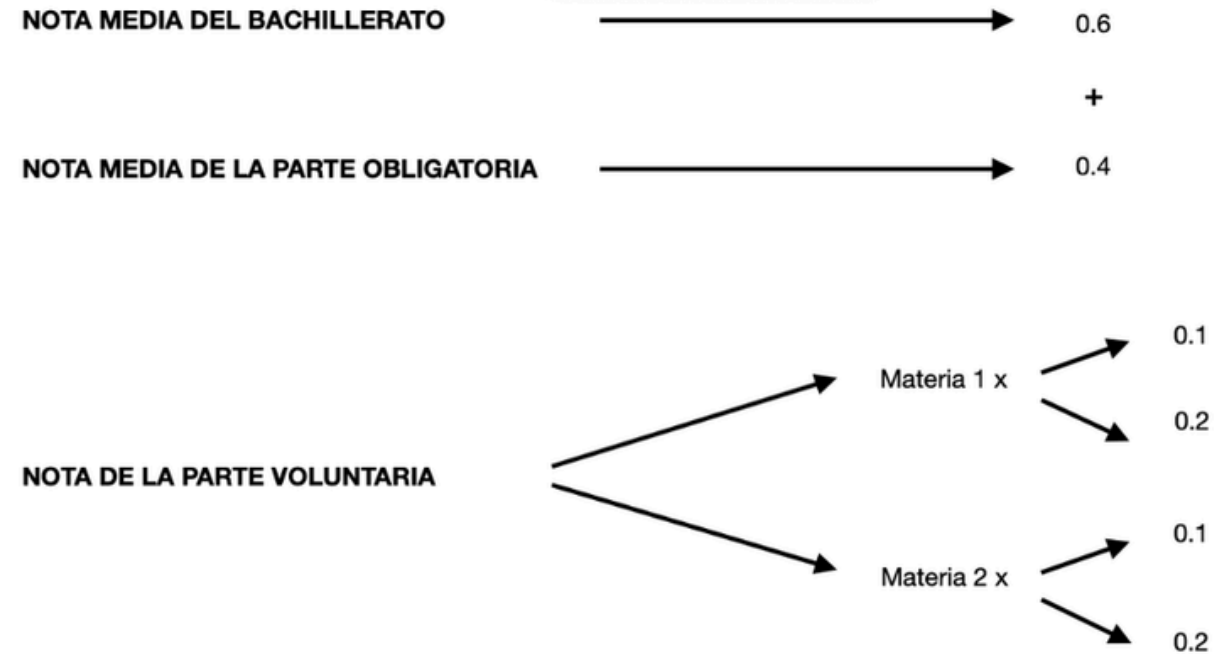 NOTA MEDIA DEL BACHILLERATO 0.6
+
NOTA MEDIA DE LA PARTE OBLIGATORIA 0.4
0.1
Materia 1 x
0.2
NOTA DE LA PARTE VOLUNTARIA
0.1
Materia 2 x
0.2